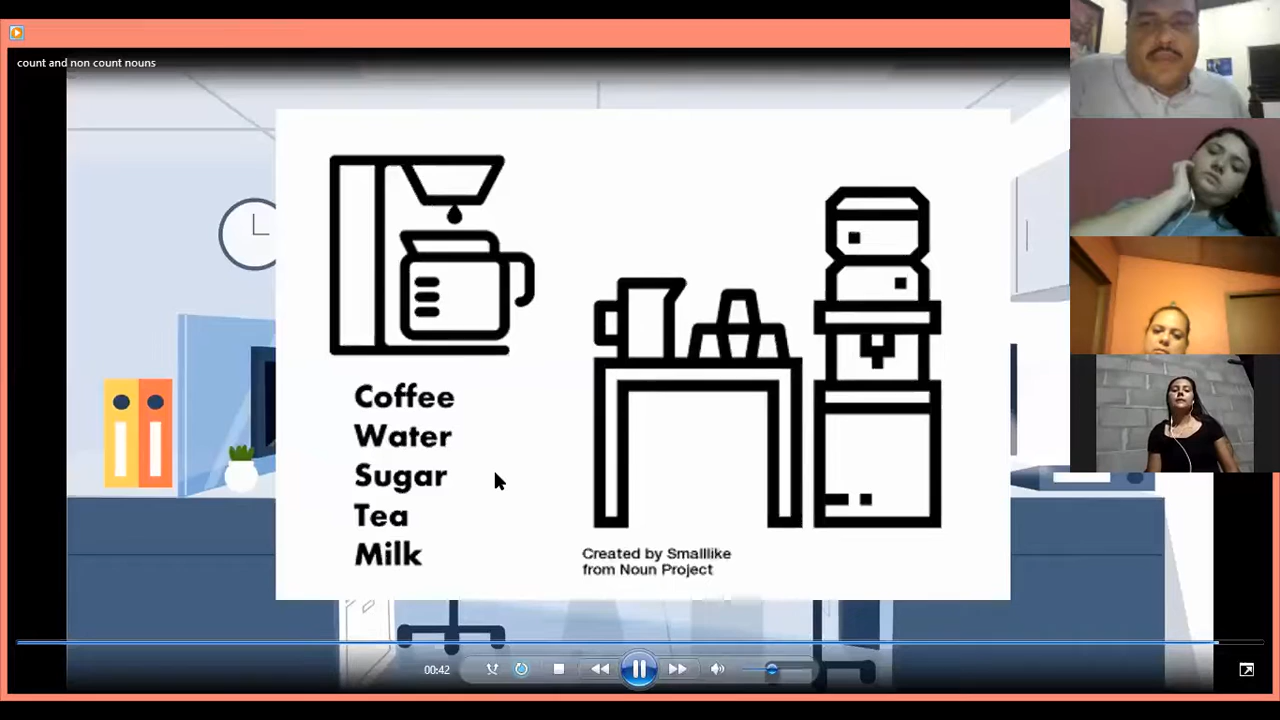 count and non count nouns
Coffee
Water
Sugar
Tea
Milk
Created by Smalllike
from Noun Project
00:42